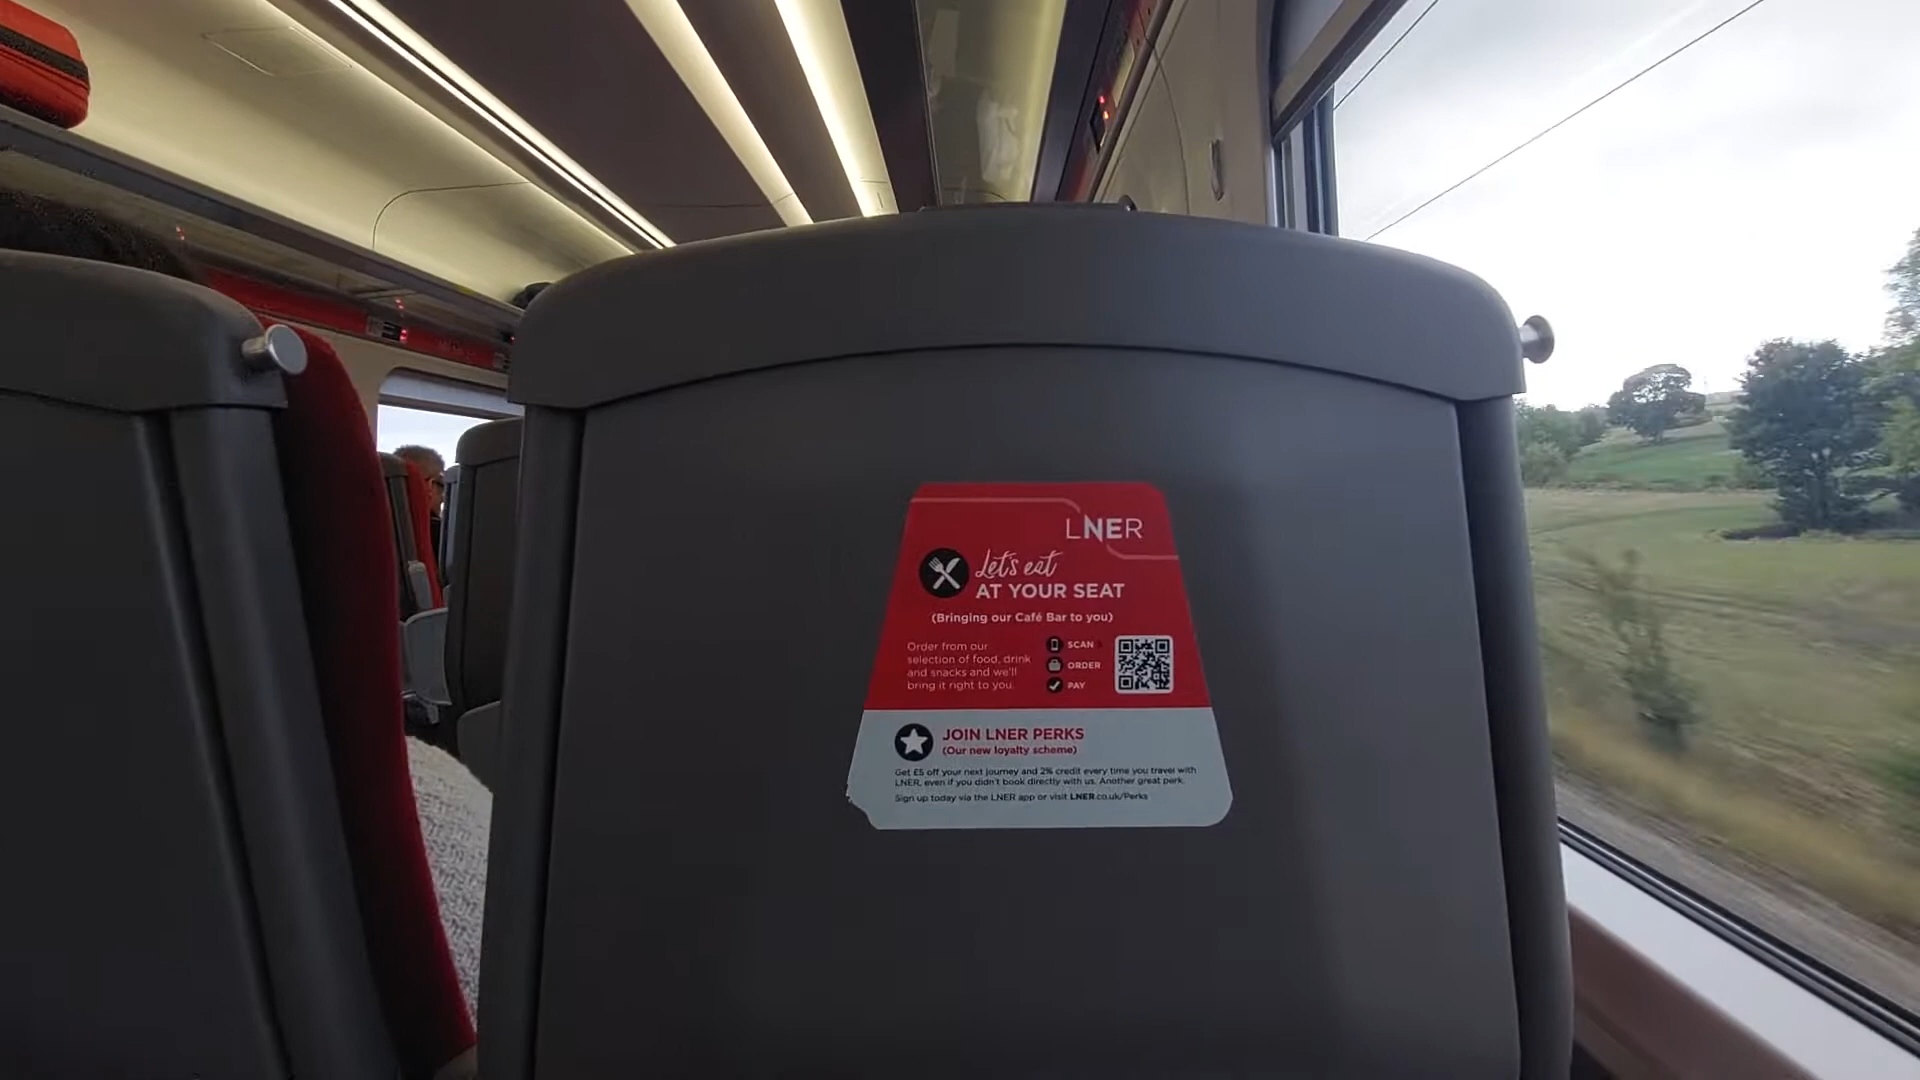 LNER
Let's eat
AT YOUR SEAT
(Bringing our Café Bar to you)
Order from our
selection of food, drink
and snacks and we'll
bring it right to you.
SCAN
ORDER
PAY
JOIN LNER PERKS
(Our new loyalty scheme)
Get £5 off your next journey and 2% credit every time you travel with
LNER, even if you didn't book directly with us. Another great perk.
Sign up today via the LNER app or visit LNER.co.uk/Perks